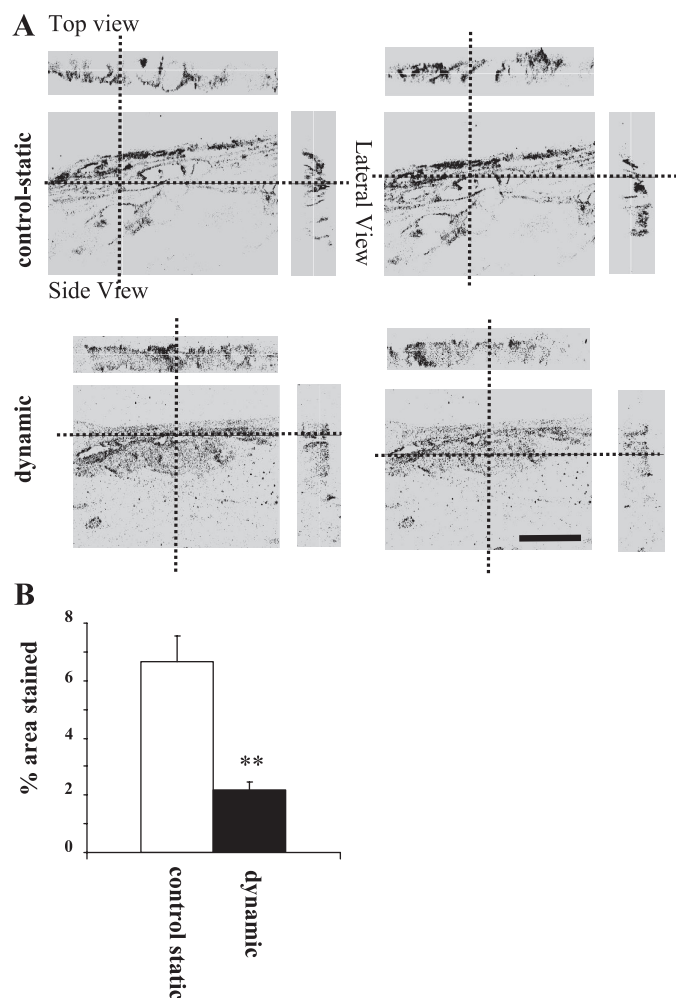 A
Top view
control-static
Lateral View
Side View
dynamic
B
% area stained
8
6
4
2
0
**
control static
dynamic